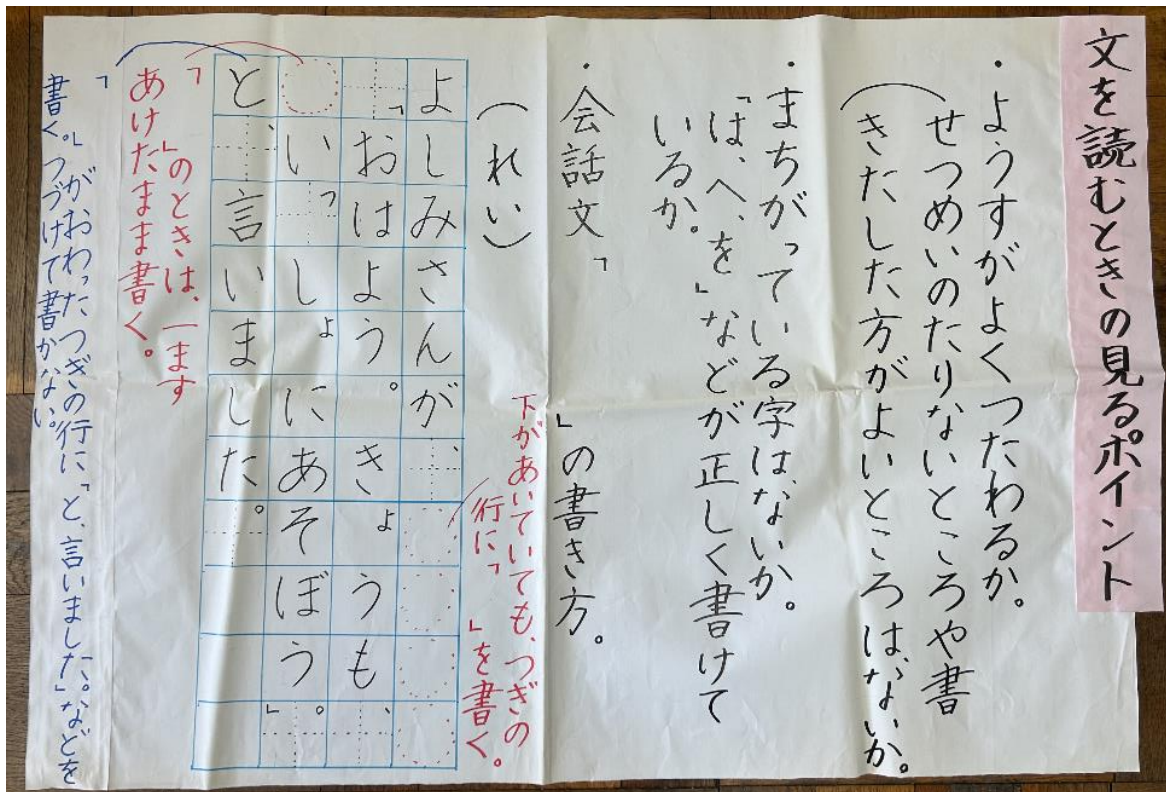 文を読むときの見るポイント
・ようすがよくつたわるか。
（せつめいのたりないところや書
きたした方がよいところはないか。
・まちがっている字はないか。
「は、へ、を」などが正しく書けて
いるか。
・会話文「　　」の書き方。
（れい）
下があいていても、つぎの
行に「　　」を書く。
よしみさんが、
「おはよう。きょうも、
いっしょにあそぼう。」
と、言いました。
「　　」のときは、一ます
あけたまま書く。
「　　」がおわったつぎの行に「と、言いました。」などを
書く。つづけて書かない。